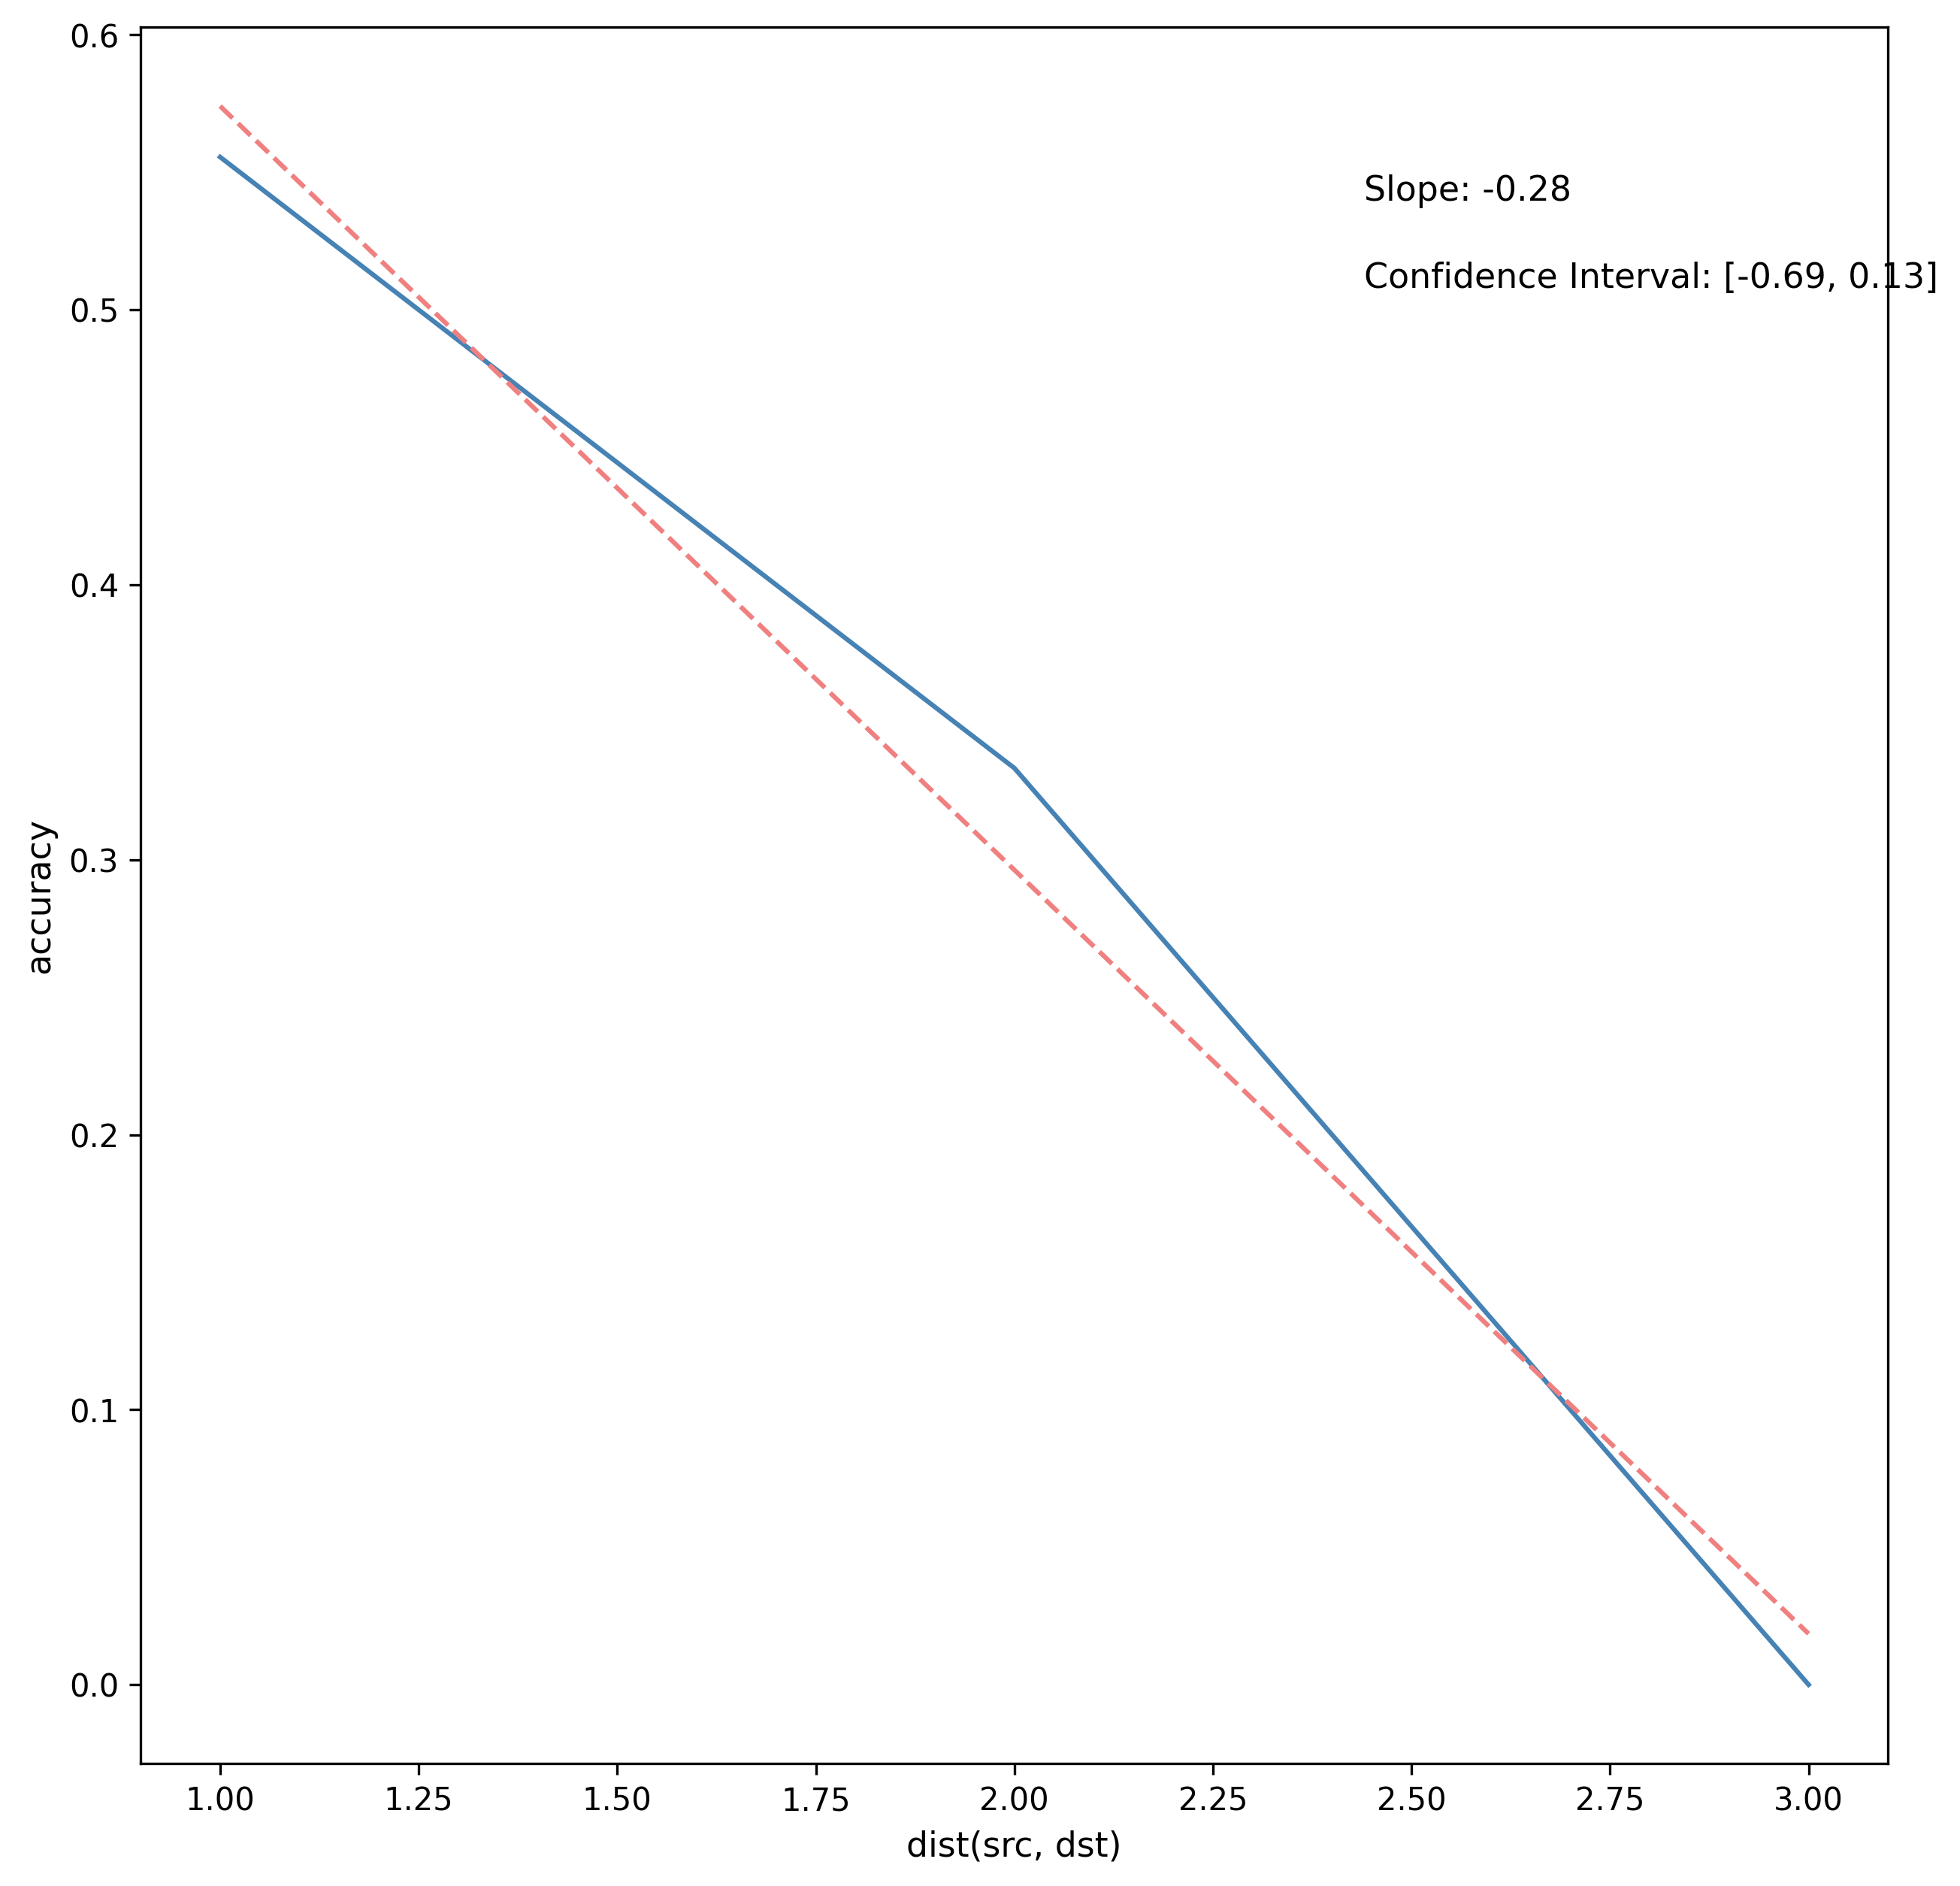 0.6
0.5
0.4
0.3
0.2
0.1
0.0
accuracy
Slope: -0.28
Confidence Interval: [-0.69, 0.13]
1.00 1.25 1.50 1.75 2.00 2.25 2.50 2.75 3.00
dist(src, dst)